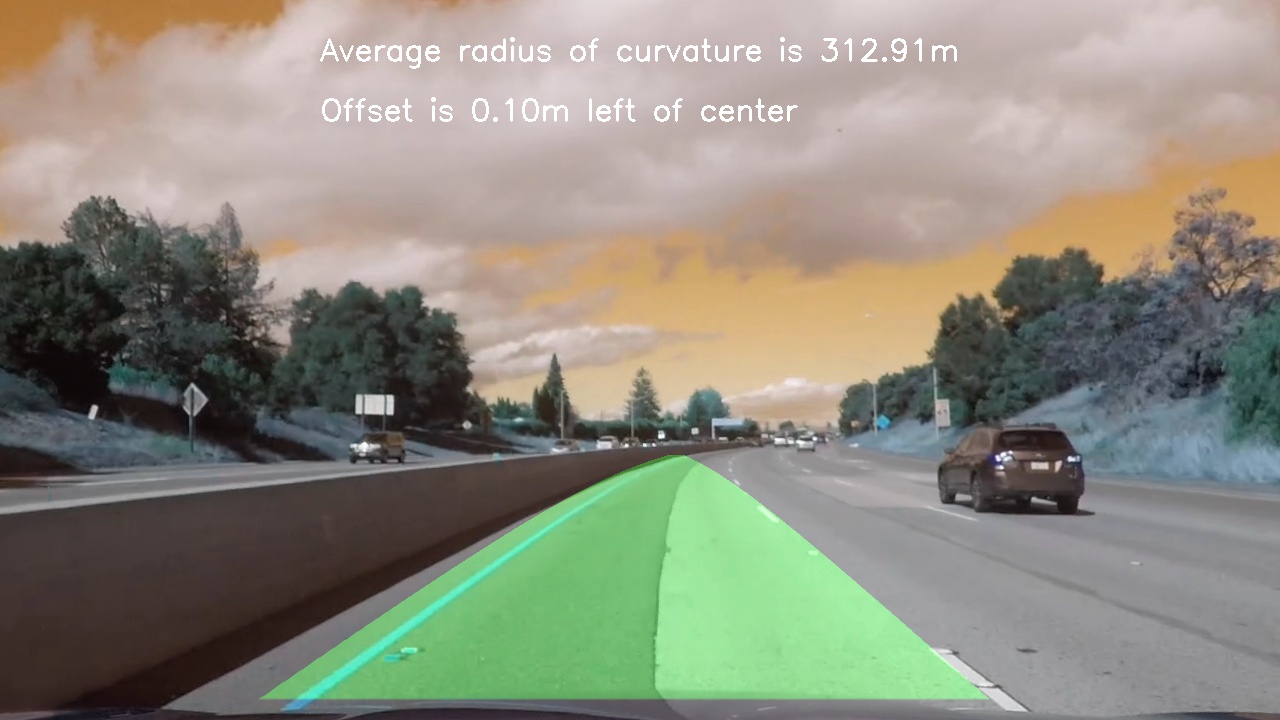 Average radius of curvature is 312.91m
Offset is 0.10m left of center